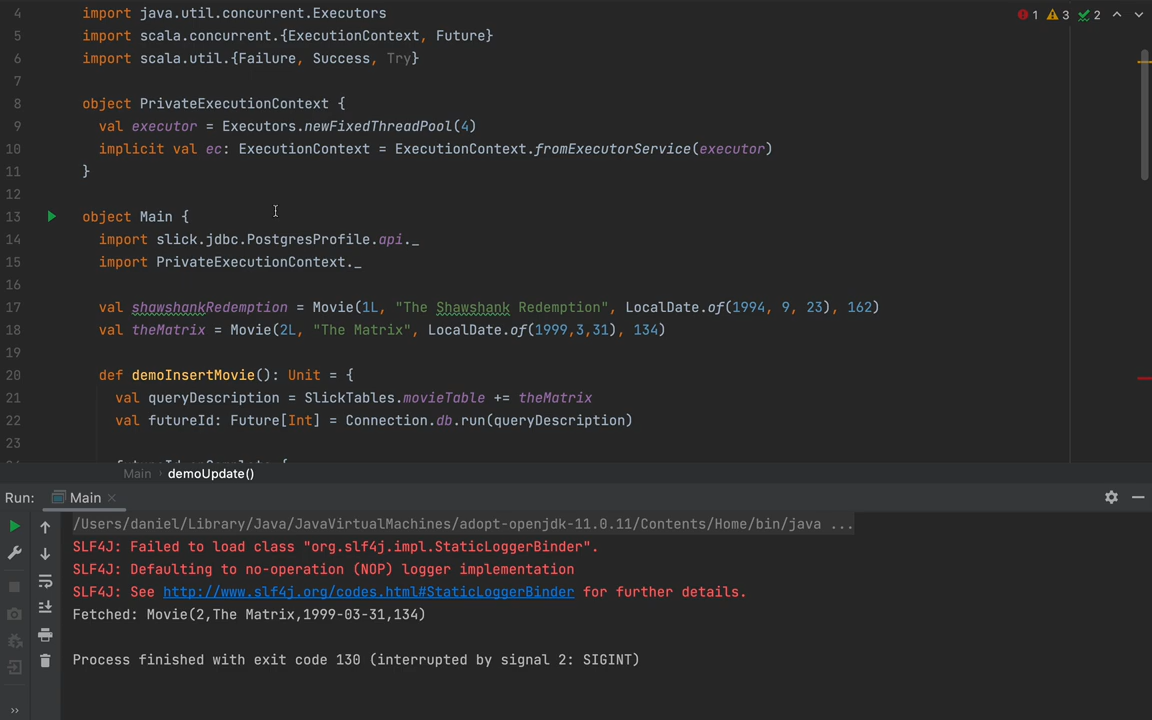 4 import java.util.concurrent.Executors
1 3 2
5 import scala.concurrent.{ExecutionContext, Future}
6 import scala.util.{Failure, Success, Try}
7
8 object PrivateExecutionContext {
9 val executor = Executors.newFixedThreadPool(4)
10 implicit val ec: ExecutionContext = ExecutionContext.fromExecutorService(executor)
11 }
12
13 object Main {
14 import slick.jdbc.PostgresProfile.api._
15 import PrivateExecutionContext._
16
17 val shawshankRedemption = Movie(1L, "The Shawshank Redemption", LocalDate.of(1994, 9, 23), 162)
18 val theMatrix = Movie(2L, "The Matrix", LocalDate.of(1999,3,31), 134)
19
20 def demoInsertMovie(): Unit = {
21 val queryDescription = SlickTables.movieTable += theMatrix
22 val futureId: Future[Int] = Connection.db.run(queryDescription)
23
Main › demoUpdate()
Run: Main ×
/Users/daniel/Library/Java/JavaVirtualMachines/adopt-openjdk-11.0.11/Contents/Home/bin/java ...
SLF4J: Failed to load class "org.slf4j.impl.StaticLoggerBinder".
SLF4J: Defaulting to no-operation (NOP) logger implementation
SLF4J: See http://www.slf4j.org/codes.html#StaticLoggerBinder for further details.
Fetched: Movie(2,The Matrix,1999-03-31,134)
Process finished with exit code 130 (interrupted by signal 2: SIGINT)